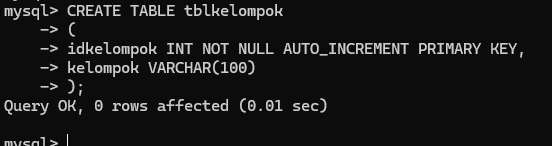 mysql> CREATE TABLE tblkelompok
    -> (
    -> idkelompok INT NOT NULL AUTO_INCREMENT PRIMARY KEY,
    -> kelompok VARCHAR(100)
    -> );
Query OK, 0 rows affected (0.01 sec)
mysql>